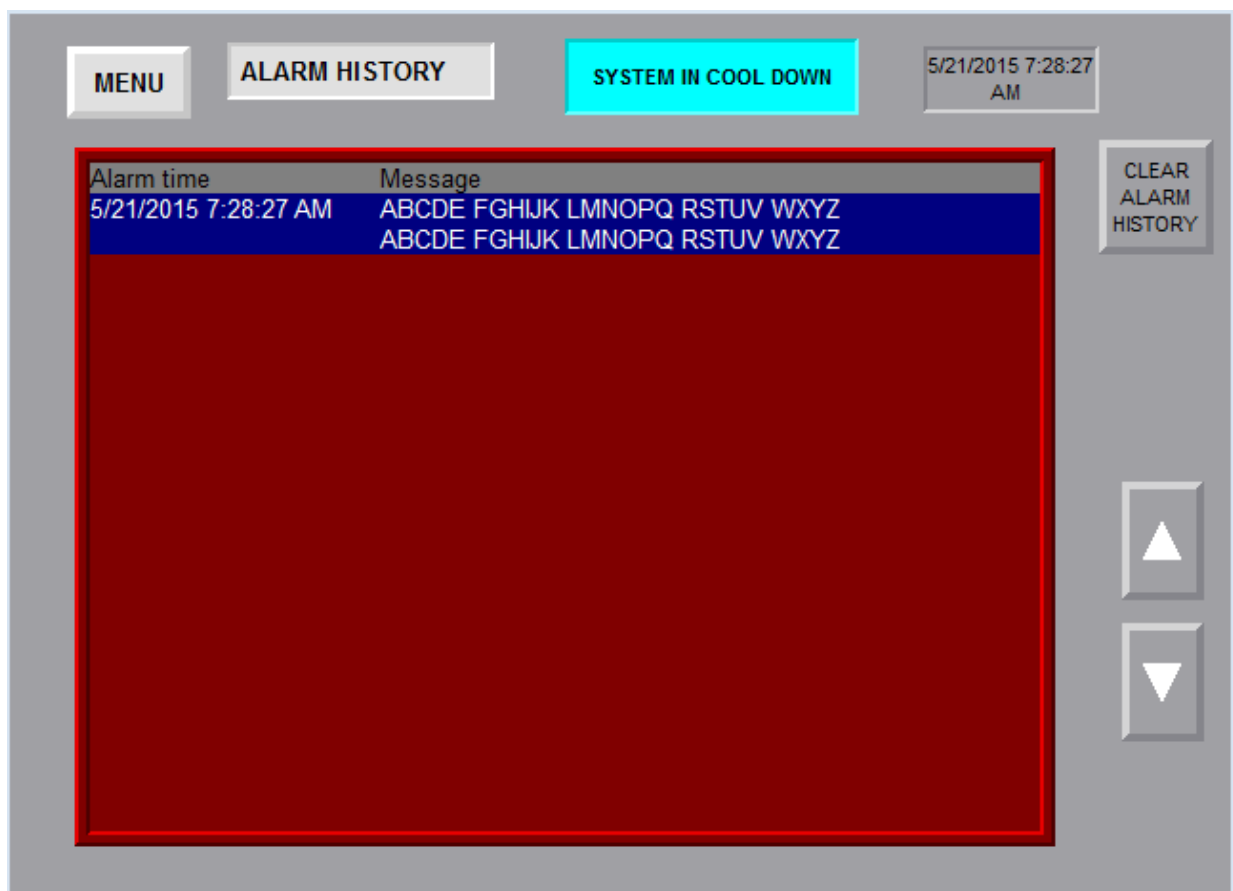 MENU
ALARM HISTORY
SYSTEM IN COOL DOWN
5/21/2015 7:28:27
AM
CLEAR
ALARM
HISTORY
Alarm time Message
5/21/2015 7:28:27 AM ABCDE FGHIJK LMNOPQ RSTUV WXYZ
ABCDE FGHIJK LMNOPQ RSTUV WXYZ